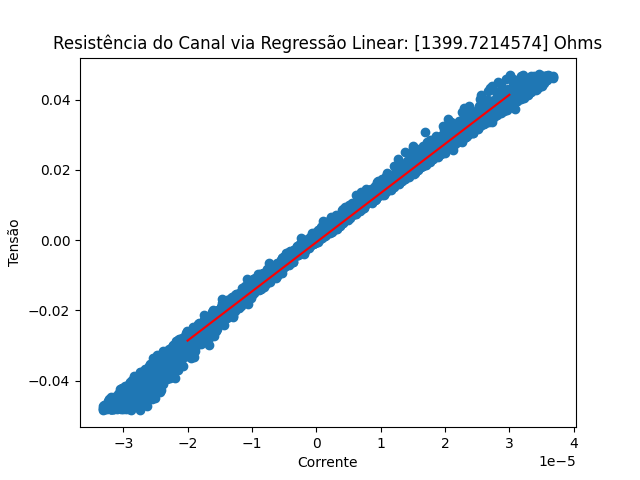 Resistência do Canal via Regressão Linear: [1399.7214574] Ohms
Tensão
0.04
0.02
0.00
−0.02
−0.04
−3 −2 −1 0 1 2 3 4
1e−5
Corrente